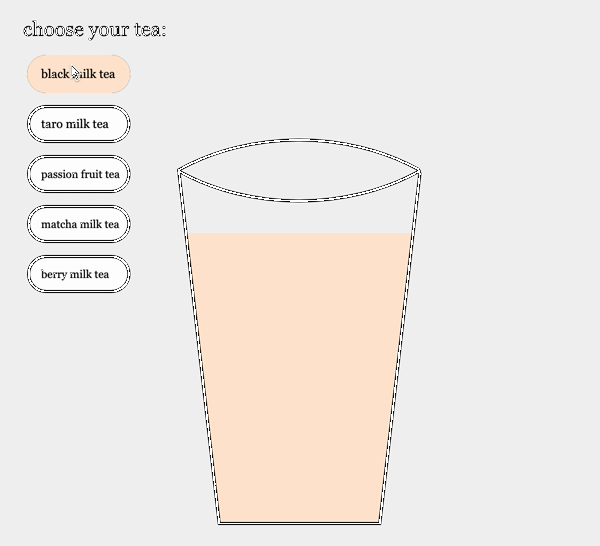 choose your tea:
black milk tea
taro milk tea
passion fruit tea
matcha milk tea
berry milk tea